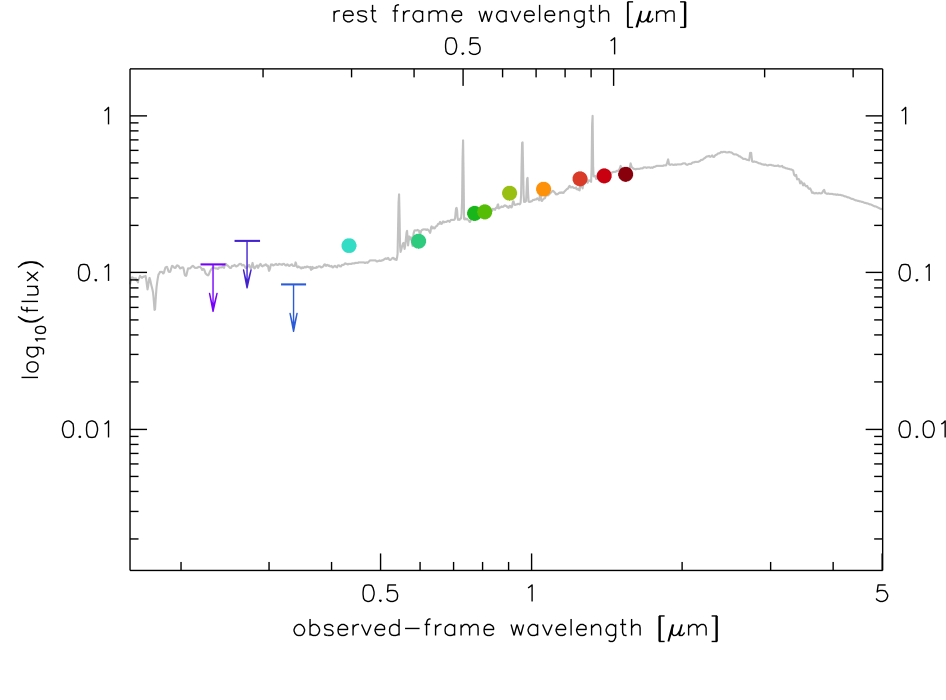 rest frame wavelength [μm]
0.5 1
1 1
0.1 0.1
log10(flux)
0.01 0.01
0.5 1 5
observed-frame wavelength [μm]